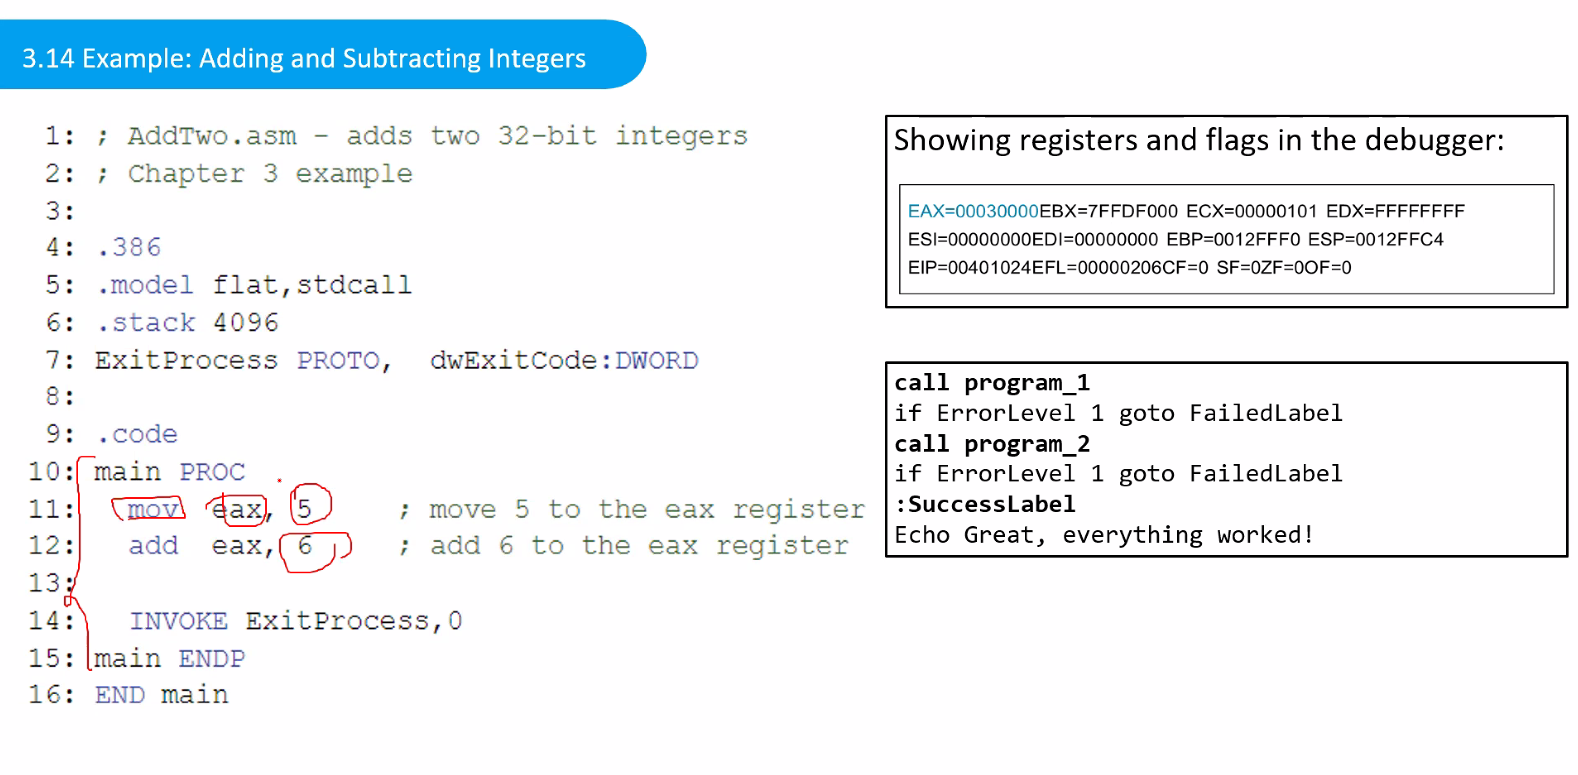 3.14 Example: Adding and Subtracting Integers
1: ; AddTwo.asm - adds two 32-bit integers
2: ; Chapter 3 example
3:
4: .386
5: .model flat,stdcall
6: .stack 4096
7: ExitProcess PROTO, dwExitCode:DWORD
8:
9: .code
10: main PROC
11: mov eax, 5 ; move 5 to the eax register
12: add eax, 6 ; add 6 to the eax register
13:
14: INVOKE ExitProcess,0
15: main ENDP
16: END main
Showing registers and flags in the debugger:
EAX=00030000EBX=7FFDF000 ECX=00000101 EDX=FFFFFFFF
ESI=00000000EDI=00000000 EBP=0012FFF0 ESP=0012FFC4
EIP=00401024EFL=00000206CF=0 SF=0ZF=0OF=0
call program_1
if ErrorLevel 1 goto FailedLabel
call program_2
if ErrorLevel 1 goto FailedLabel
:SuccessLabel
Echo Great, everything worked!